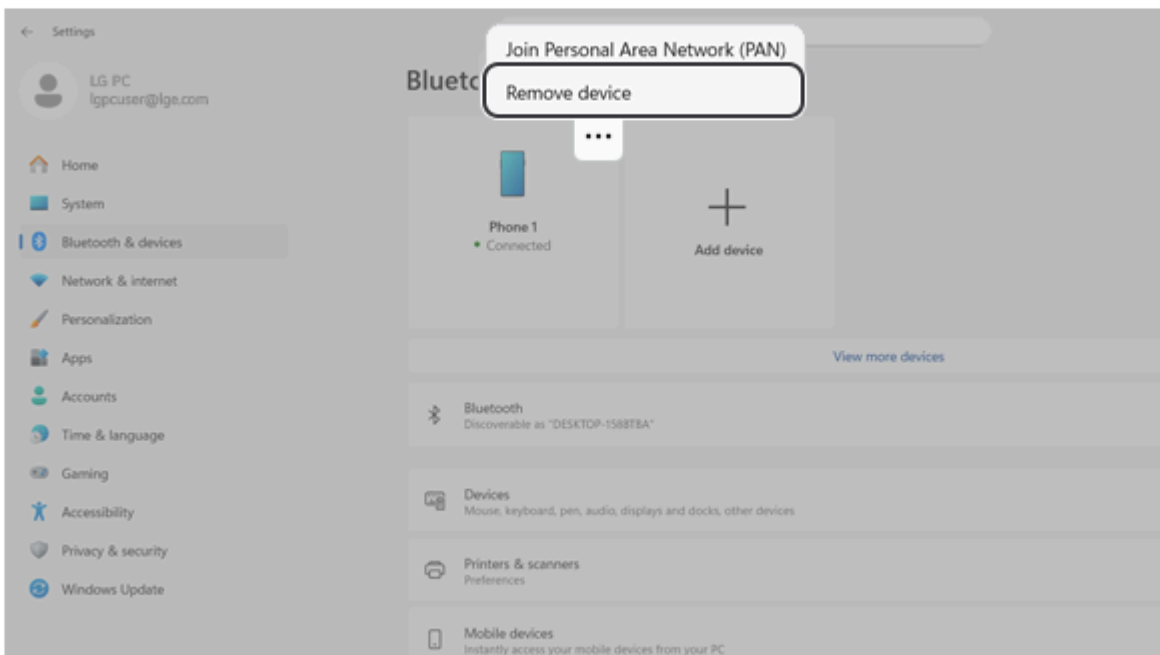 Settings
LG PC
lgpcuser@lge.com
Home
System
Bluetooth & devices
Network & internet
Personalization
Apps
Accounts
Time & language
Gaming
Accessibility
Privacy & security
Windows Update
Join Personal Area Network (PAN)
Bluetc
Remove device
Phone 1
Connected
Add device
View more devices
Bluetooth
Discoverable as "DESKTOP-1588TBA"
Devices
Mouse, keyboard, pen, audio, displays and docks, other devices
Printers & scanners
Preferences
Mobile devices
Instantly access your mobile devices from your PC